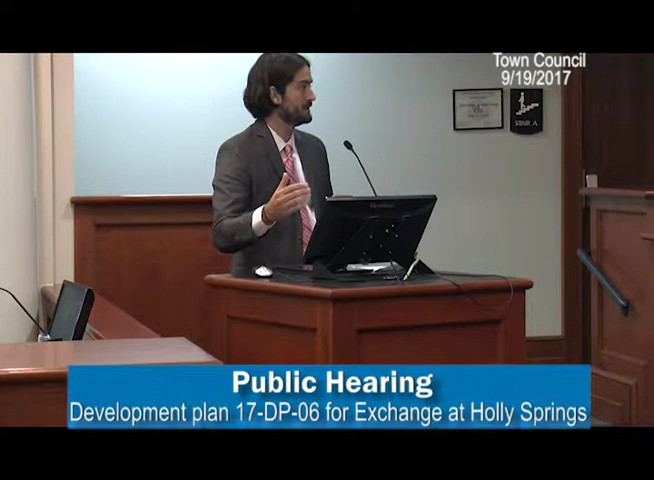 Town Council
9/19/2017
STAIR A
Public Hearing
Development plan 17-DP-06 for Exchange at Holly Springs